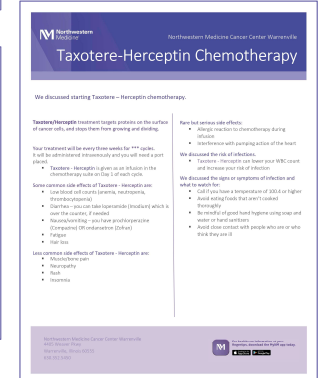 Northwestern
Medicine
Northwestern Medicine Cancer Center Warrenville
Taxotere-Herceptin Chemotherapy
We discussed starting Taxotere – Herceptin chemotherapy.
Taxotere/Herceptin treatment targets proteins on the surface
of cancer cells, and stops them from growing and dividing.
Your treatment will be every three weeks for *** cycles.
It will be administered intravenously and you will need a port
placed.
Taxotere - Herceptin is given as an infusion in the
chemotherapy suite on Day 1 of each cycle.
Some common side effects of Taxotere - Herceptin are:
Low blood cell counts (anemia, neutropenia,
thrombocytopenia)
Diarrhea – you can take loperamide (Imodium) which is
over the counter, if needed
Nausea/vomiting – you have prochlorperazine
(Compazine) OR ondansetron (Zofran)
Fatigue
Hair loss
Less common side effects of Taxotere - Herceptin are:
Muscle/bone pain
Neuropathy
Rash
Insomnia
Rare but serious side effects:
Allergic reaction to chemotherapy during
infusion
Interference with pumping action of the heart
We discussed the risk of infections.
Taxotere - Herceptin can lower your WBC count
and increase your risk of infection
We discussed the signs or symptoms of infection and
what to watch for:
Call if you have a temperature of 100.4 or higher
Avoid eating foods that aren't cooked
thoroughly
Be mindful of good hand hygiene using soap and
water or hand sanitizers
Avoid close contact with people who are or who
think they are ill
Northwestern Medicine Cancer Center Warrenville
Warrenville, Illinois 60555